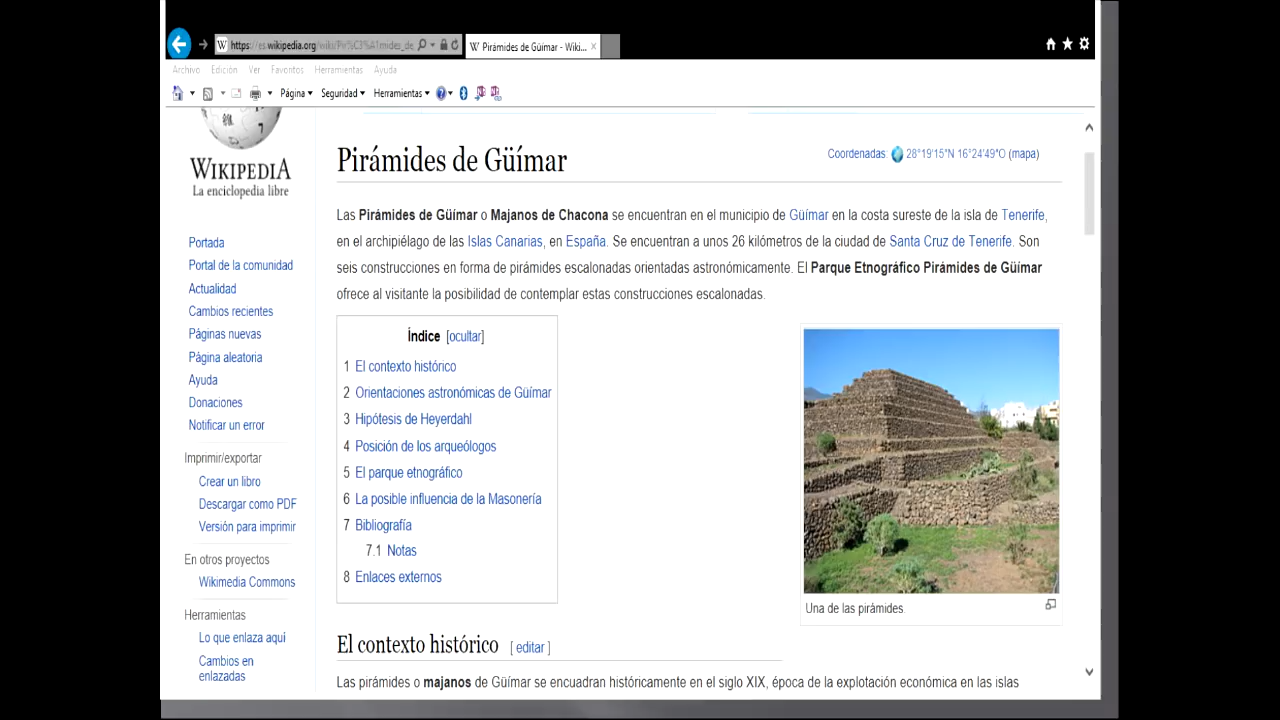 https://es.wikipedia.org/wiki/Pir%C3%A1mides_de
Pirámides de Güímar - Wiki...
Archivo Edición Ver Favoritos Herramientas Ayuda
Página Seguridad Herramientas
WIKIPEDIA
La enciclopedia libre
Portada
Portal de la comunidad
Actualidad
Cambios recientes
Páginas nuevas
Página aleatoria
Ayuda
Donaciones
Notificar un error
Imprimir/exportar
Crear un libro
Descargar como PDF
Versión para imprimir
En otros proyectos
Wikimedia Commons
Herramientas
Lo que enlaza aquí
Cambios en
enlazadas
Pirámides de Güímar
Coordenadas: 28°19′15″N 16°24′49″O (mapa)
Las Pirámides de Güímar o Majanos de Chacona se encuentran en el municipio de Güímar en la costa sureste de la isla de Tenerife,
en el archipiélago de las Islas Canarias, en España. Se encuentran a unos 26 kilómetros de la ciudad de Santa Cruz de Tenerife. Son
seis construcciones en forma de pirámides escalonadas orientadas astronómicamente. El Parque Etnográfico Pirámides de Güímar
ofrece al visitante la posibilidad de contemplar estas construcciones escalonadas.
Índice [ocultar]
1 El contexto histórico
2 Orientaciones astronómicas de Güímar
3 Hipótesis de Heyerdahl
4 Posición de los arqueólogos
5 El parque etnográfico
6 La posible influencia de la Masonería
7 Bibliografía
7.1 Notas
8 Enlaces externos
Una de las pirámides.
El contexto histórico [ editar ]
Las pirámides o majanos de Güímar se encuadran históricamente en el siglo XIX, época de la explotación económica en las islas